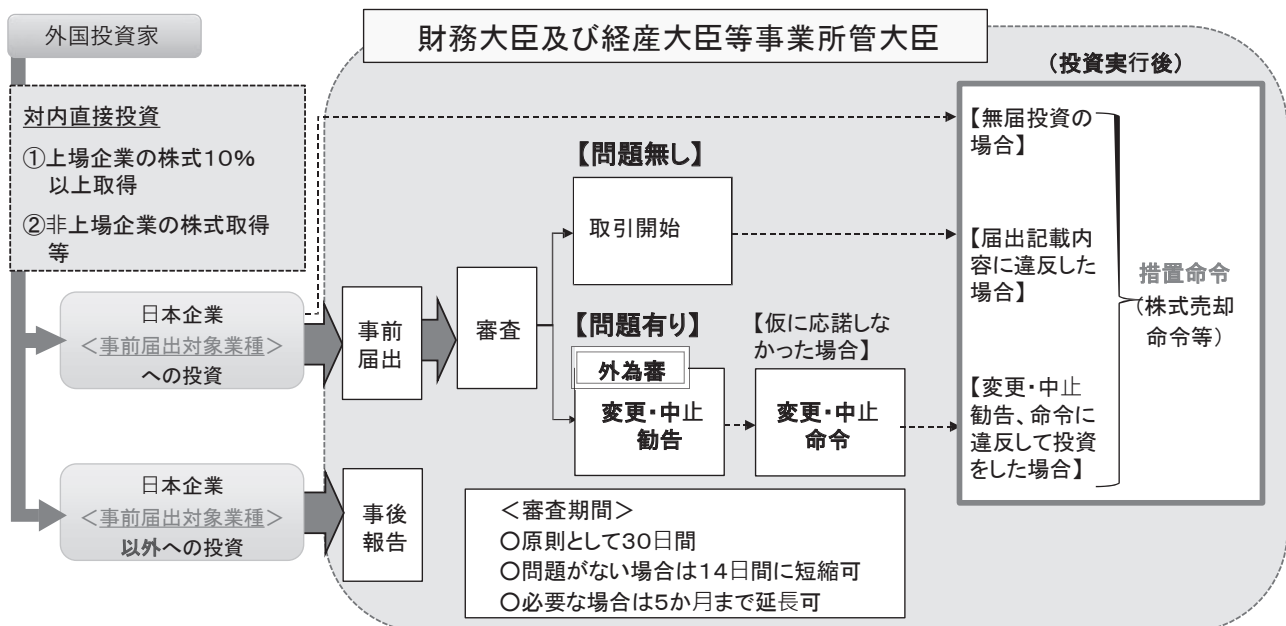 外国投資家
財務大臣及び経産大臣等事業所管大臣
(投資実行後)
対内直接投資
①上場企業の株式10%
以上取得
②非上場企業の株式取得
等
日本企業
<事前届出対象業種>
への投資
日本企業
<事前届出対象業種>
以外への投資
事前
届出
事後
報告
審査
【問題無し】
取引開始
【問題有り】
外為審
変更・中止
勧告
【仮に応諾しな
かった場合】
変更・中止
命令
<審査期間>
○原則として30日間
○問題がない場合は14日間に短縮可
○必要な場合は5か月まで延長可
【無届投資の
場合】
【届出記載内
容に違反した
場合】
【変更・中止
勧告、命令に
違反して投資
をした場合】
措置命令
(株式売却
命令等)